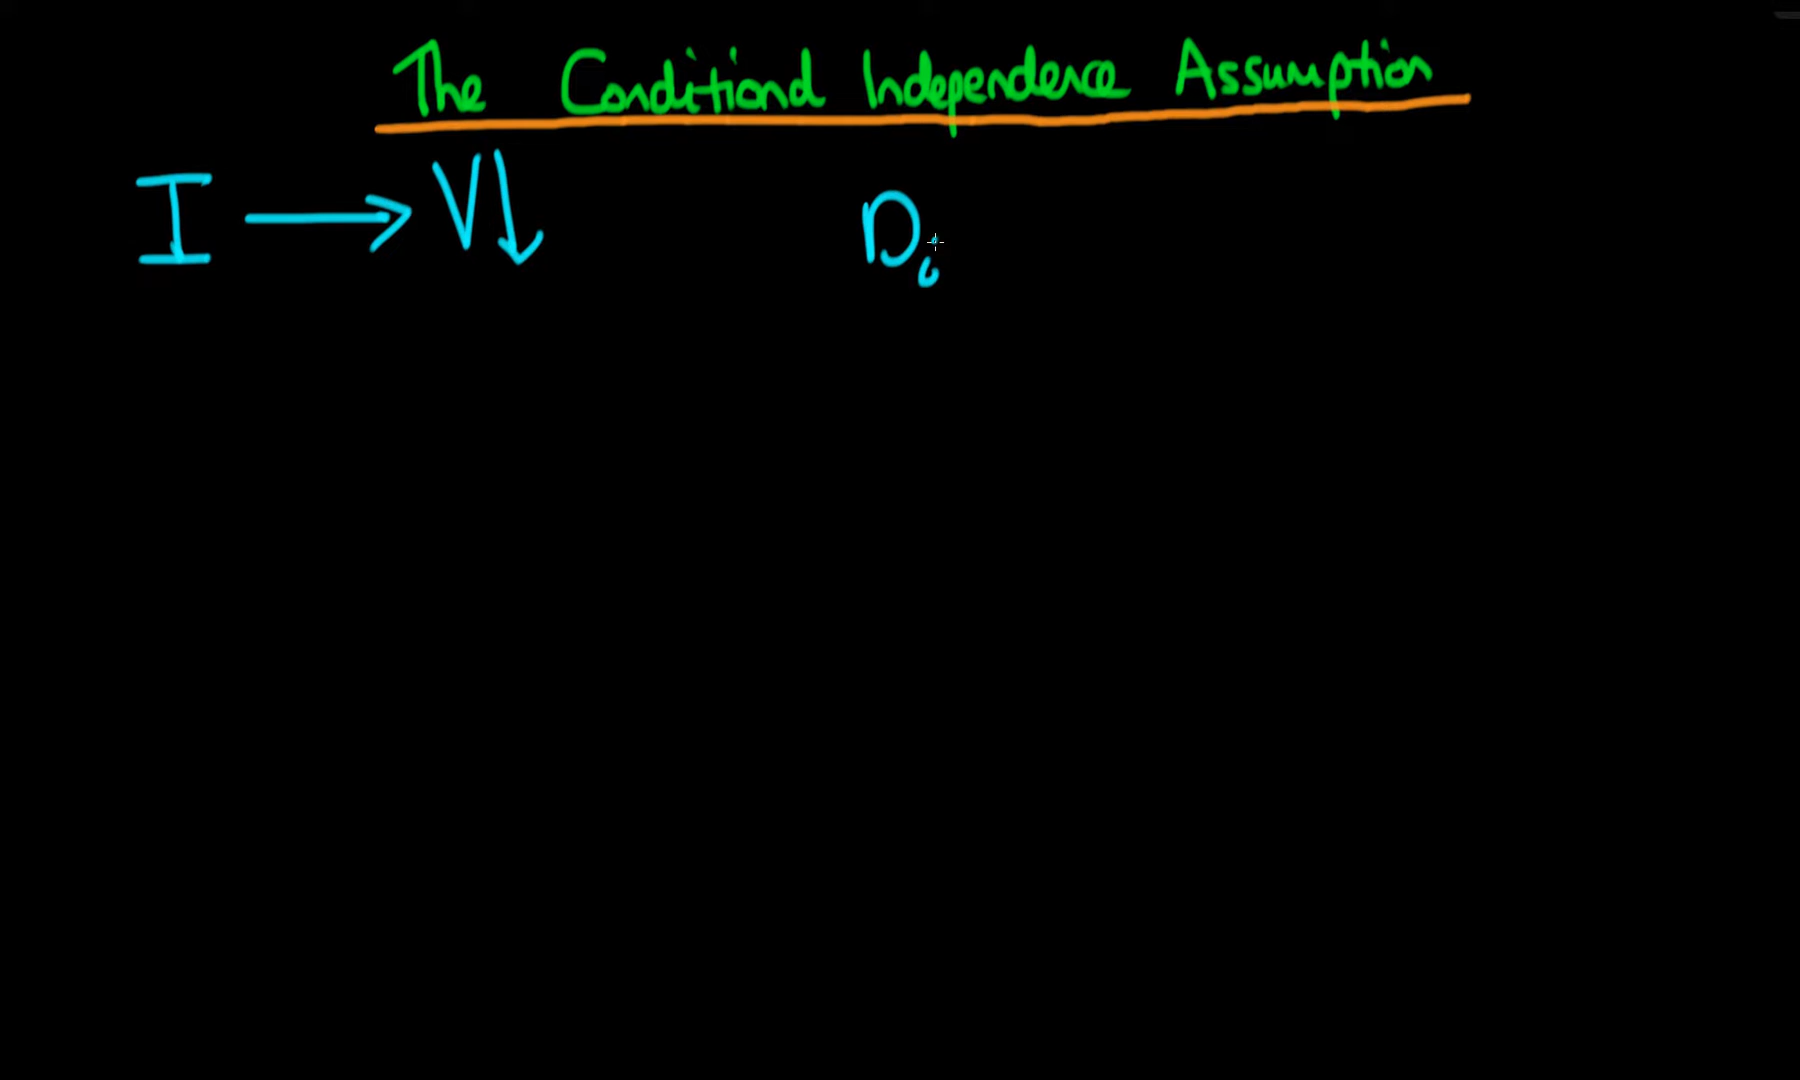 The Conditional Independence Assumption
I → V↓ Di